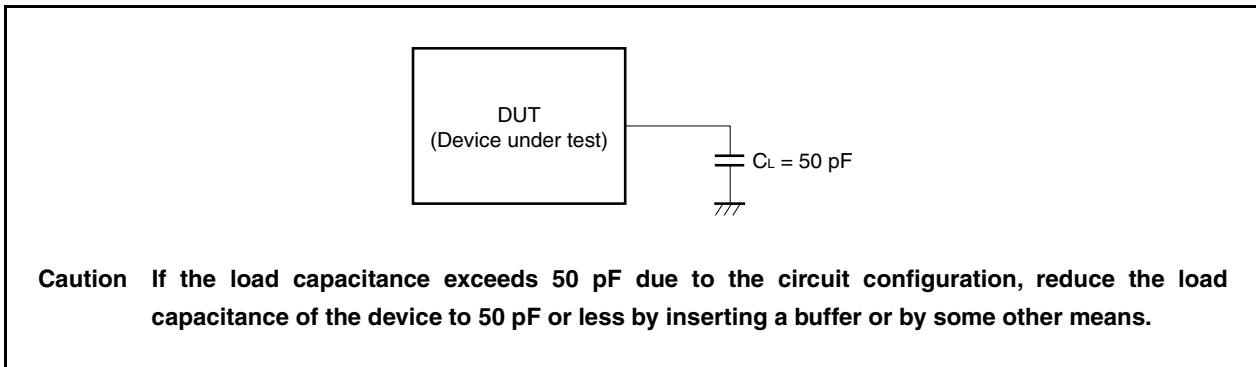 DUT
(Device under test)
CL = 50 pF
Caution If the load capacitance exceeds 50 pF due to the circuit configuration, reduce the load
capacitance of the device to 50 pF or less by inserting a buffer or by some other means.